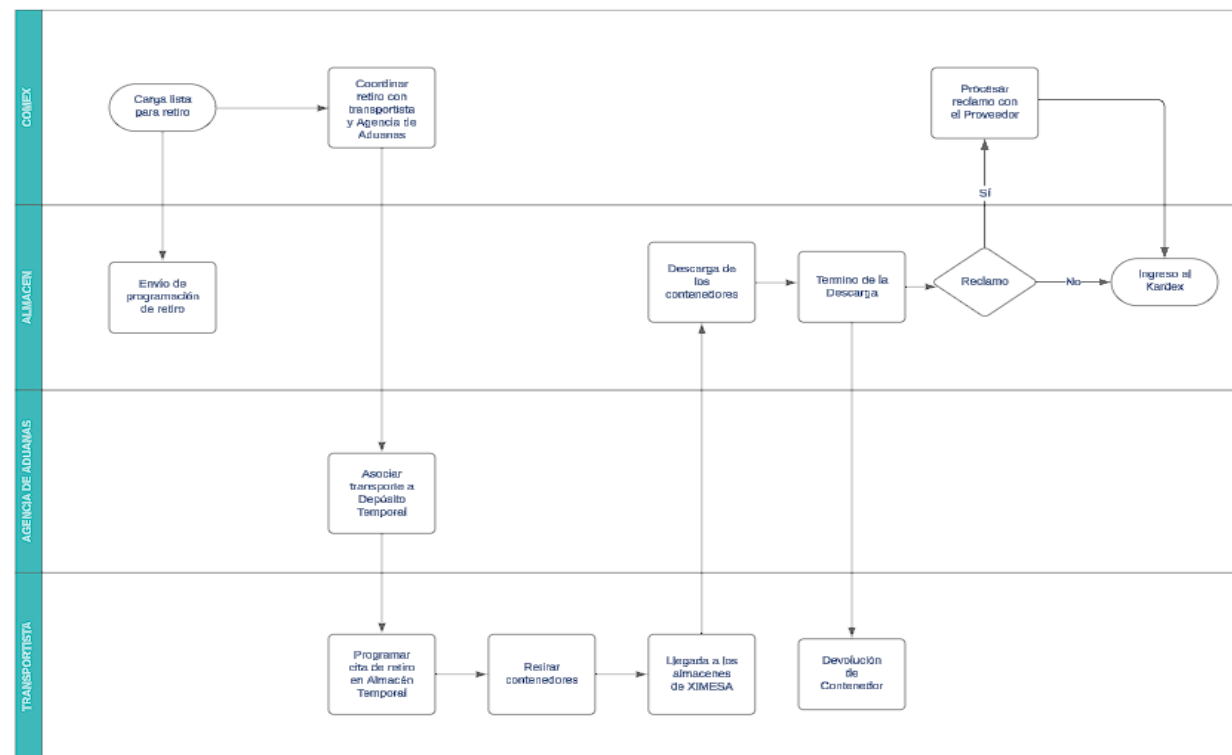 COMEX
Carga lista
para retiro
Coordinar
retiro con
transportista
y Agencia de
Aduanas
Procesar
reclamo con
el Proveedor
Sí
ALMACEN
Envío de
programación
de retiro
Descarga de
los
contenedores
Termino de la
Descarga
Reclamo
No
Ingreso al
Kardex
AGENCIA DE ADUANAS
Asociar
transporte a
Depósito
Temporal
TRANSPORTISTA
Programar
cita de retiro
en Almacén
Temporal
Retirar
contenedores
Llegada a los
almacenes
de XIMESA
Devolución
de
Contenedor